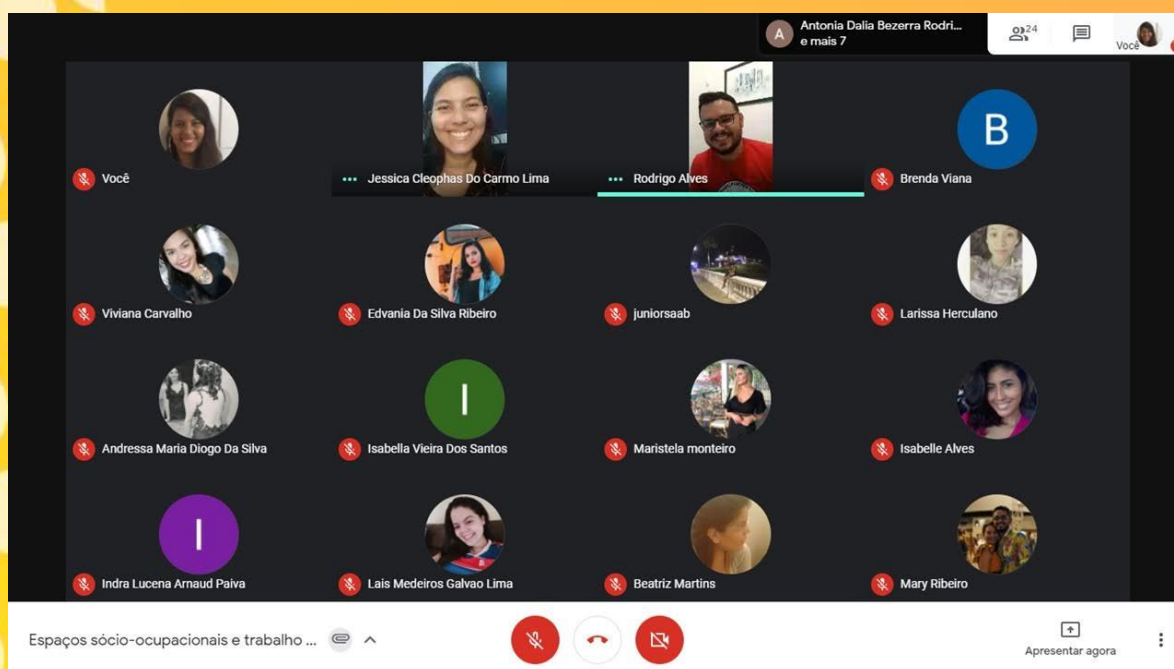 A
Antonia Dalia Bezerra Rodri...
e mais 7
24
Você
Você
Jessica Cleophas Do Carmo Lima
Rodrigo Alves
B
Brenda Viana
Viviana Carvalho
Edvania Da Silva Ribeiro
juniorsaab
Larissa Herculano
Andressa Maria Diogo Da Silva
I
Isabella Vieira Dos Santos
Maristela monteiro
Isabelle Alves
I
Indra Lucena Arnaud Paiva
Lais Medeiros Galvao Lima
Beatriz Martins
Mary Ribeiro
Espaços sócio-ocupacionais e trabalho ...
Apresentar agora